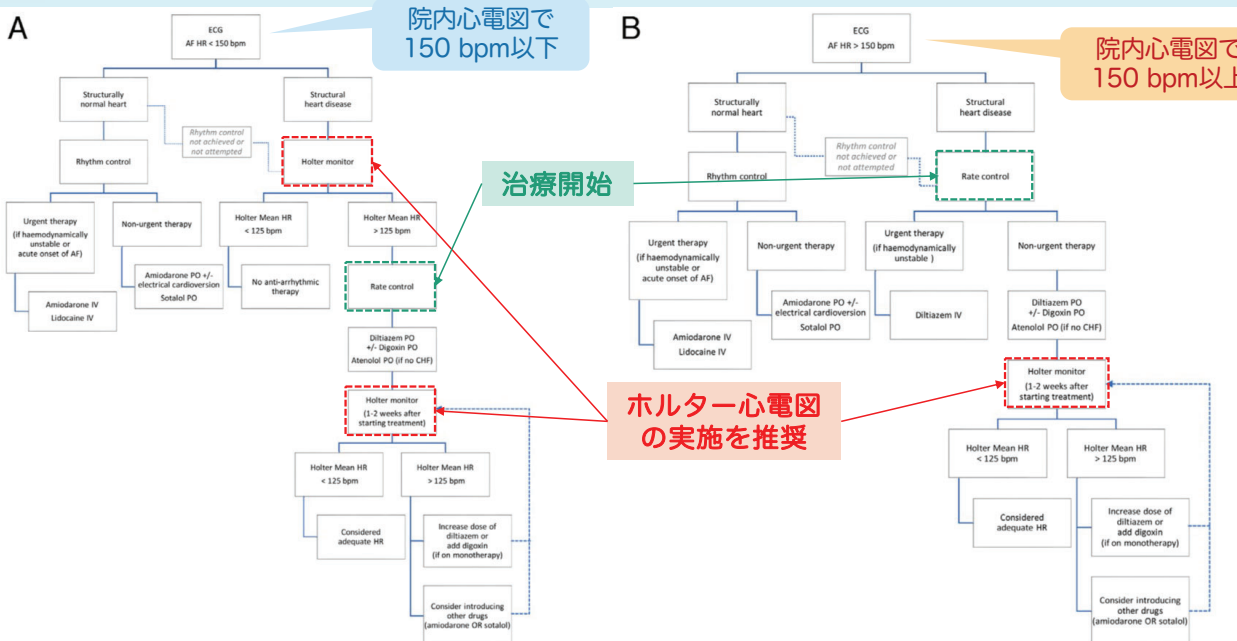 A
ECG
AF HR < 150 bpm
院内心電図で
150 bpm以下
Structurally
normal heart
Structural
heart disease
Rhythm control
not achieved or
not attempted
Rhythm control
Holter monitor
Urgent therapy
(if haemodynamically
unstable or
acute onset of AF)
Non-urgent therapy
Holter Mean HR
< 125 bpm
Holter Mean HR
> 125 bpm
Amiodarone IV
Lidocaine IV
Amiodarone PO +/-
electrical cardioversion
Sotalol PO
No anti-arrhythmic
therapy
Rate control
Diltiazem PO
+/- Digoxin PO
Atenolol PO (if no CHF)
Holter monitor
(1-2 weeks after
starting treatment)
Holter Mean HR
< 125 bpm
Holter Mean HR
> 125 bpm
Considered
adequate HR
Increase dose of
diltiazem or
add digoxin
(if on monotherapy)
Consider introducing
other drugs
(amiodarone OR sotalol)
治療開始
ホルター心電図
の実施を推奨
B
ECG
AF HR > 150 bpm
院内心電図で
150 bpm以上
Structurally
normal heart
Structural
heart disease
Rhythm control
not achieved or
not attempted
Rhythm control
Rate control
Urgent therapy
(if haemodynamically
unstable or
acute onset of AF)
Non-urgent therapy
Urgent therapy
(if haemodynamically
unstable )
Non-urgent therapy
Amiodarone IV
Lidocaine IV
Amiodarone PO +/-
electrical cardioversion
Sotalol PO
Diltiazem IV
Diltiazem PO
+/- Digoxin PO
Atenolol PO (if no CHF)
Holter monitor
(1-2 weeks after
starting treatment)
Holter Mean HR
< 125 bpm
Holter Mean HR
> 125 bpm
Considered
adequate HR
Increase dose of
diltiazem or
add digoxin
(if on monotherapy)
Consider introducing
other drugs
(amiodarone OR sotalol)